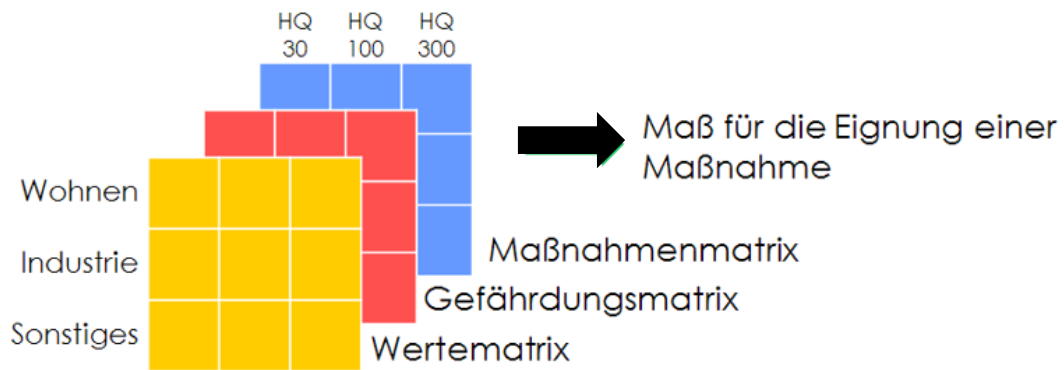 HQ HQ HQ
30 100 300
Maß für die Eignung einer
Maßnahme
Wohnen
Industrie
Maßnahmenmatrix
Gefährdungsmatrix
Sonstiges
Wertematrix